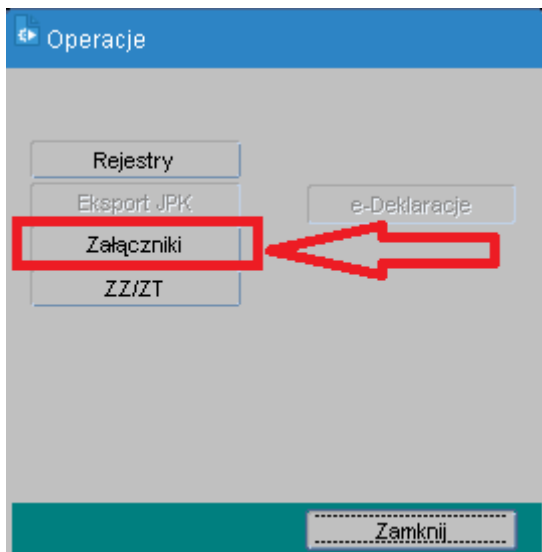 Operacje
Rejestry
Eksport JPK
e-Deklaracje
Załączniki
ZZ/ZT
Zamknij